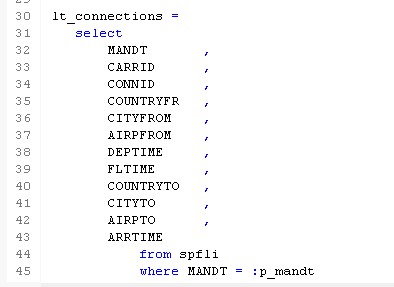 30 lt_connections =
31 select
32 MANDT ,
33 CARRID ,
34 CONNID ,
35 COUNTRYFR ,
36 CITYFROM ,
37 AIRPFROM ,
38 DEPTIME ,
39 FLTIME ,
40 COUNTRYTO ,
41 CITYTO ,
42 AIRPTO ,
43 ARRTIME
44 from spfli
45 where MANDT = :p_mandt